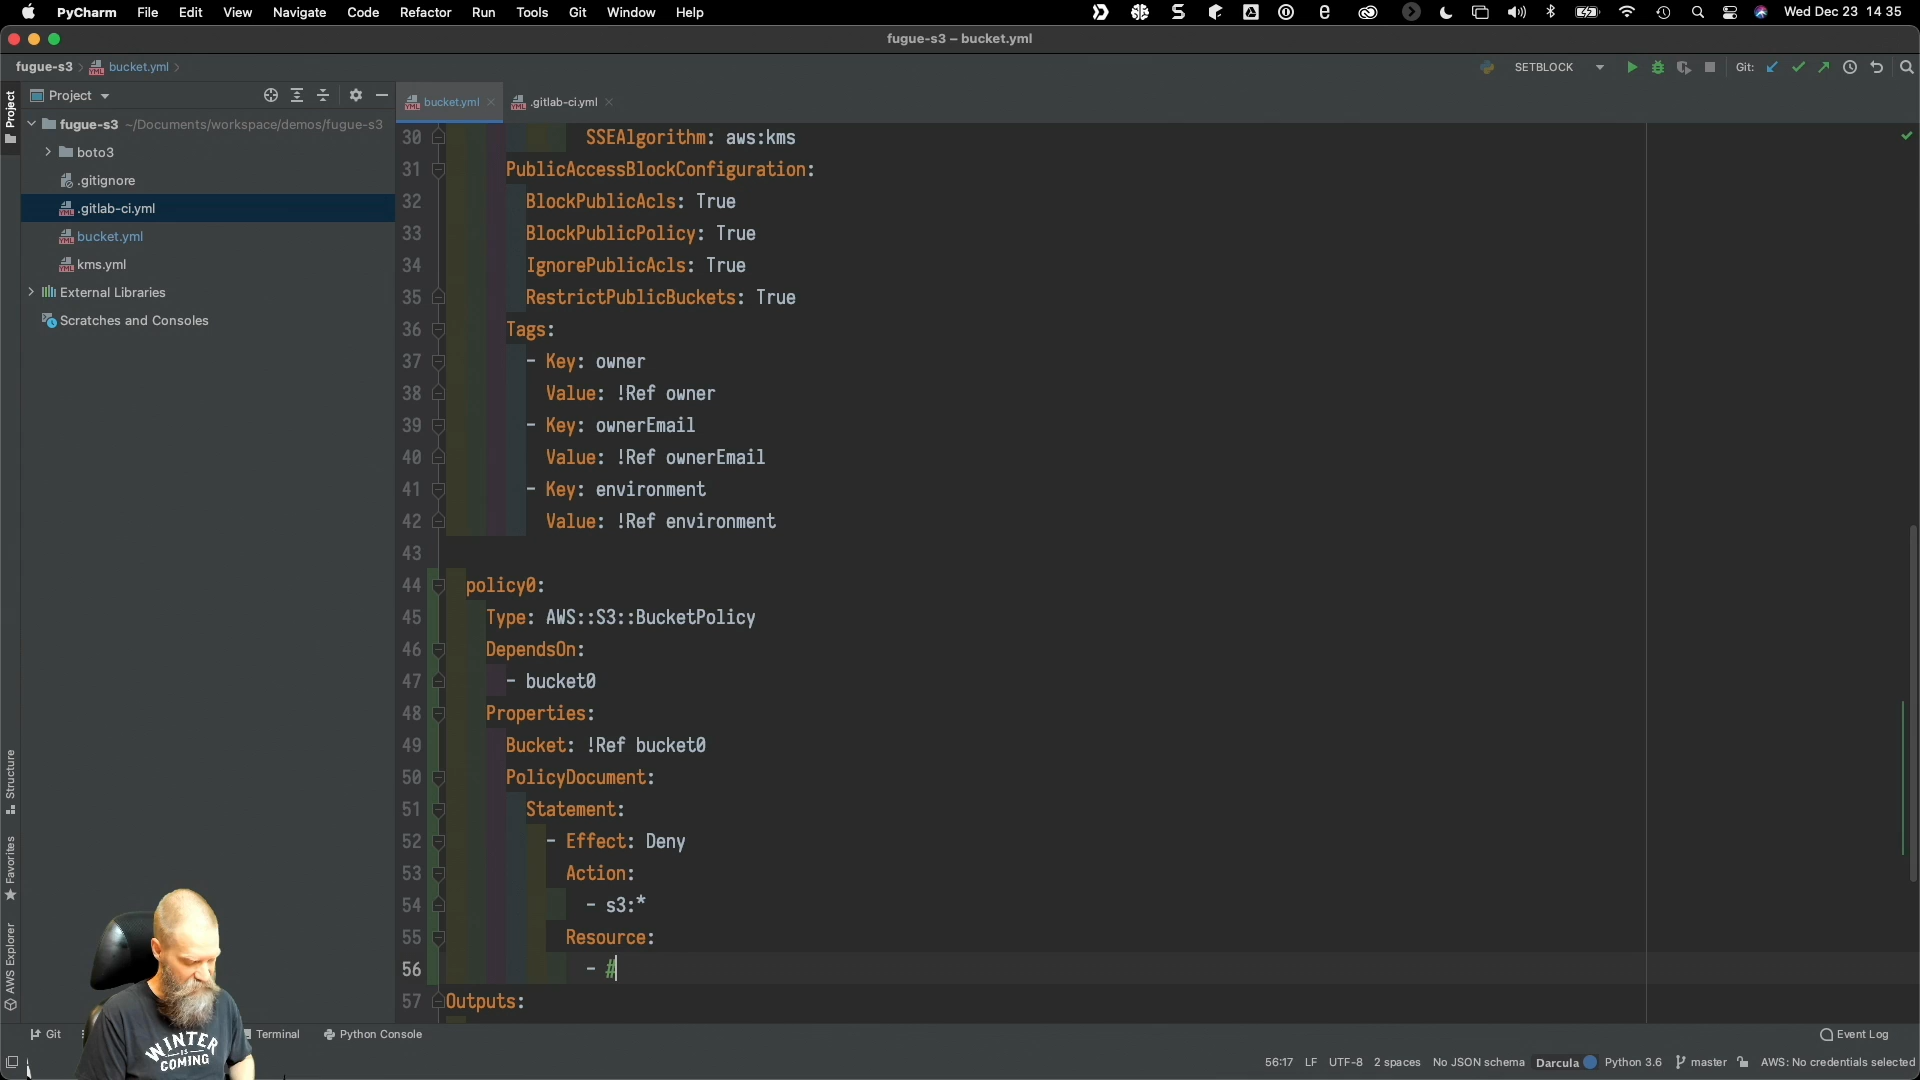 PyCharm File Edit View Navigate Code Refactor Run Tools Git Window Help Wed Dec 23 14 35
fugue-s3 – bucket.yml
fugue-s3 bucket.yml SETBLOCK Git:
Project bucket.yml .gitlab-ci.yml
fugue-s3 ~/Documents/workspace/demos/fugue-s3
boto3
.gitignore
.gitlab-ci.yml
bucket.yml
kms.yml
External Libraries
Scratches and Consoles
Project
Structure
Favorites
AWS Explorer
30 SSEAlgorithm: aws:kms
31 PublicAccessBlockConfiguration:
32 BlockPublicAcls: True
33 BlockPublicPolicy: True
34 IgnorePublicAcls: True
35 RestrictPublicBuckets: True
36 Tags:
37 - Key: owner
38 Value: !Ref owner
39 - Key: ownerEmail
40 Value: !Ref ownerEmail
41 - Key: environment
42 Value: !Ref environment
43
44 policy0:
45 Type: AWS::S3::BucketPolicy
46 DependsOn:
47 - bucket0
48 Properties:
49 Bucket: !Ref bucket0
50 PolicyDocument:
51 Statement:
52 - Effect: Deny
53 Action:
54 - s3:*
55 Resource:
56 - #
57 Outputs:
WINTER
IS
COMING
Git Terminal Python Console Event Log
56:17 LF UTF-8 2 spaces No JSON schema Darcula Python 3.6 master AWS: No credentials selected